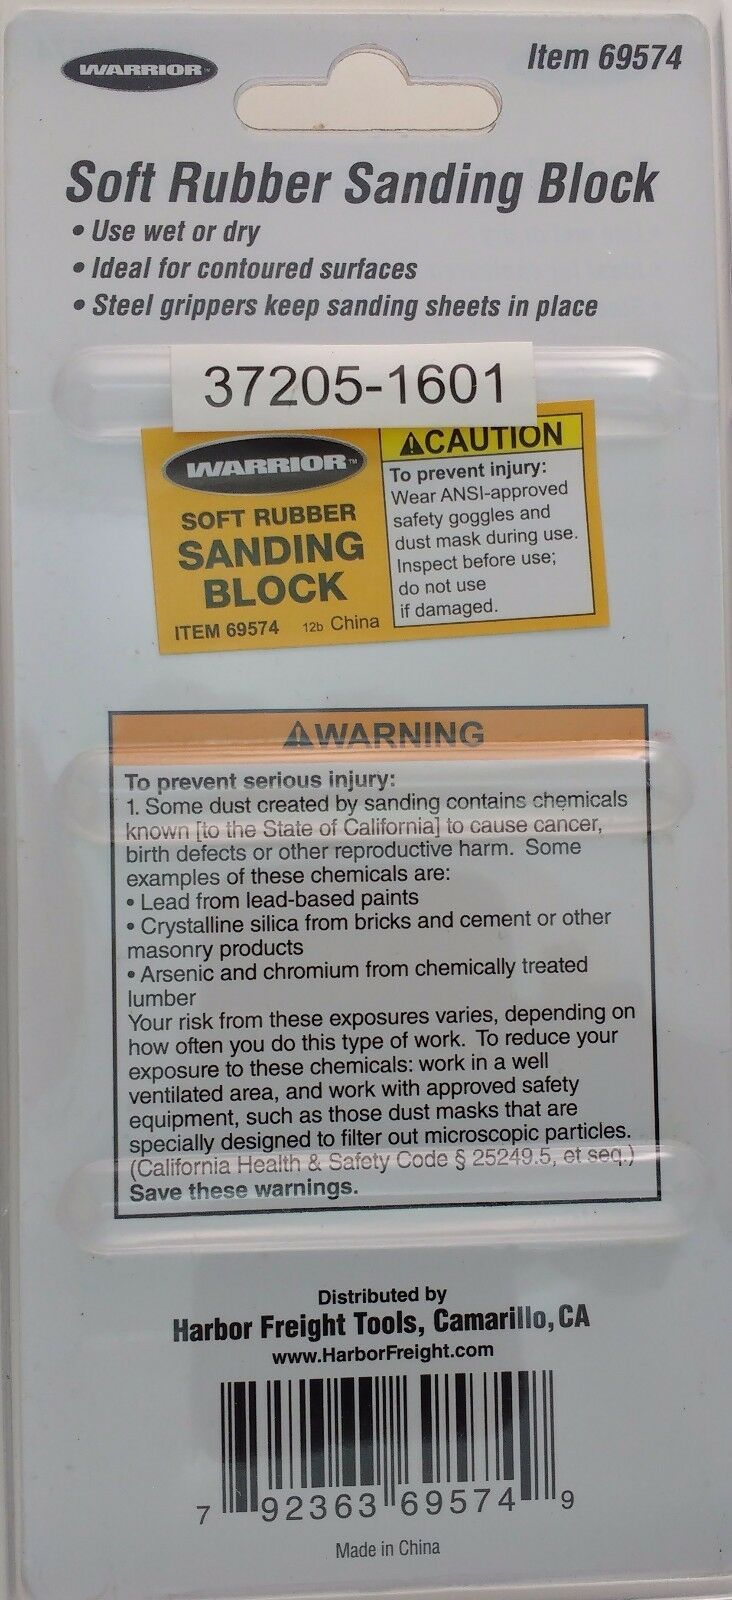 WARRIOR™
Item 69574
Soft Rubber Sanding Block
• Use wet or dry
• Ideal for contoured surfaces
• Steel grippers keep sanding sheets in place
37205-1601
WARRIOR™
SOFT RUBBER
SANDING
BLOCK
ITEM 69574 12b China
⚠CAUTION
To prevent injury:
Wear ANSI-approved
safety goggles and
dust mask during use.
Inspect before use;
do not use
if damaged.
⚠WARNING
To prevent serious injury:
1. Some dust created by sanding contains chemicals
known [to the State of California] to cause cancer,
birth defects or other reproductive harm. Some
examples of these chemicals are:
• Lead from lead-based paints
• Crystalline silica from bricks and cement or other
masonry products
• Arsenic and chromium from chemically treated
lumber
Your risk from these exposures varies, depending on
how often you do this type of work. To reduce your
exposure to these chemicals: work in a well
ventilated area, and work with approved safety
equipment, such as those dust masks that are
specially designed to filter out microscopic particles.
(California Health & Safety Code § 25249.5, et seq.)
Save these warnings.
Distributed by
Harbor Freight Tools, Camarillo, CA
www.HarborFreight.com
7 92363 69574 9
Made in China